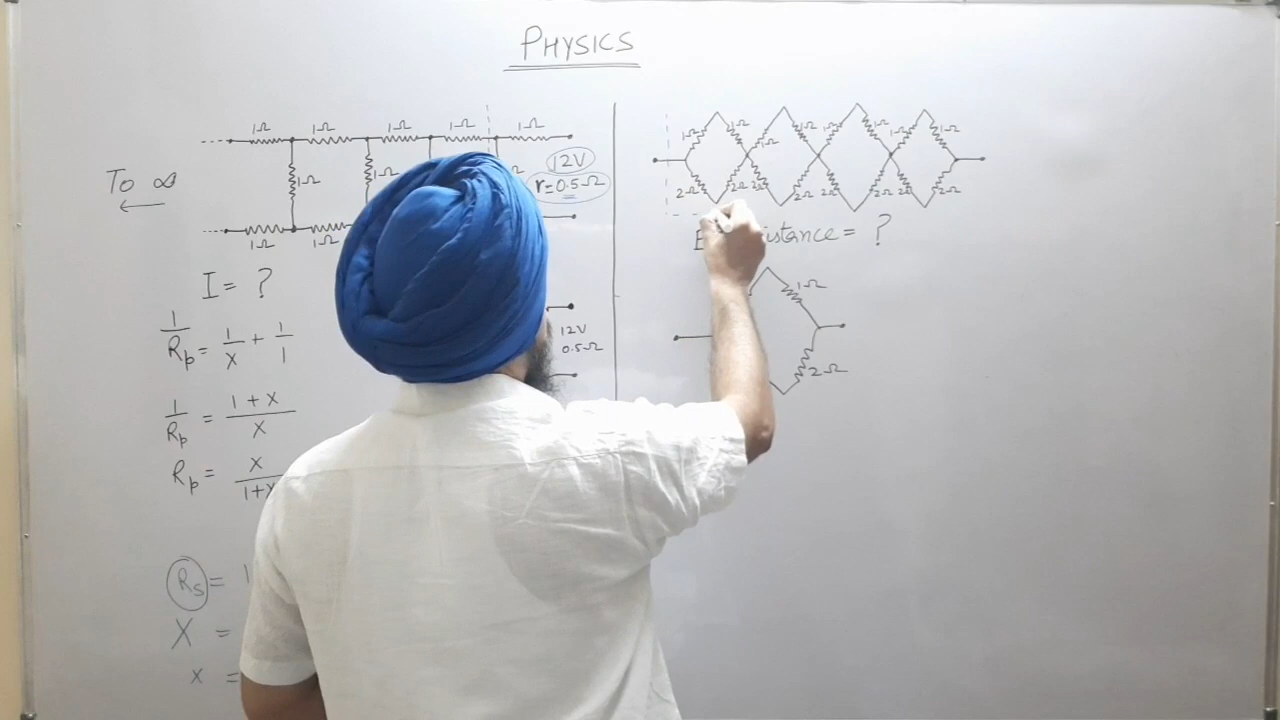 PHYSICS
1Ω 1Ω 1Ω 1Ω 1Ω
12V
r=0.5Ω
1Ω 1Ω Ω
To ∞
1Ω 1Ω
I = ?
1/Rp = 1/x + 1/1
1/Rp = 1+x/x
Rp = x/1+x
Rs = 1
X =
x =
12V
0.5Ω
1Ω 1Ω 1Ω 1Ω 1Ω 1Ω 1Ω 1Ω
2Ω 2Ω 2Ω 2Ω 2Ω 2Ω 2Ω 2Ω
E istance = ?
1Ω
2Ω